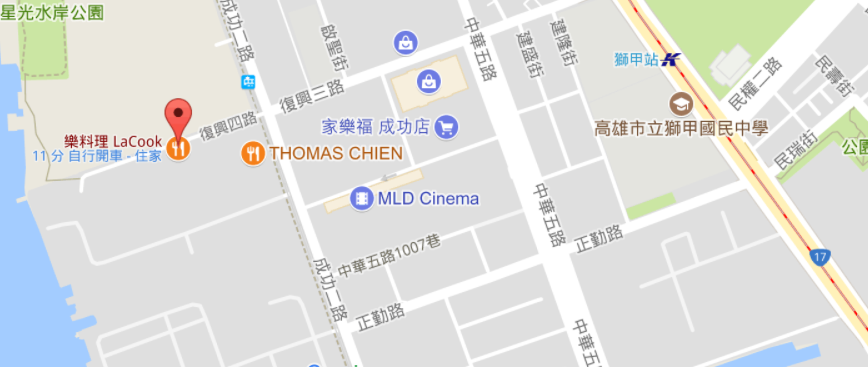 星光水岸公園
成功二路
啟聖街
中華五路
建盛街
建隆街
獅甲站
民權二路
民壽街
復興三路
復興四路
家樂福 成功店
高雄市立獅甲國民中學
樂料理 LaCook
11 分 自行開車 - 住家
THOMAS CHIEN
民瑞街
公園
MLD Cinema
中華五路
正勤路
中華五路1007巷
17
成功二路
正勤路
中華五